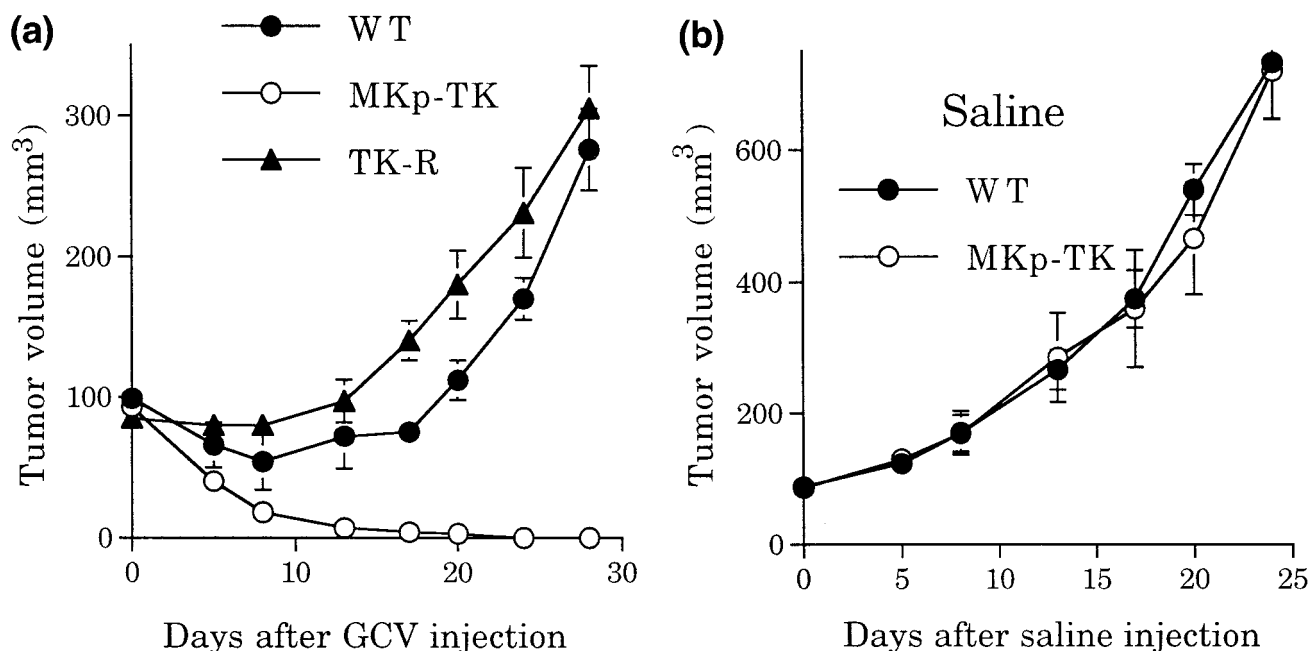 (a)
WT
MKp-TK
TK-R
300
200
100
0
Tumor volume (mm3)
0 10 20 30
Days after GCV injection
(b)
Saline
WT
MKp-TK
600
400
200
0
Tumor volume (mm3)
0 5 10 15 20 25
Days after saline injection